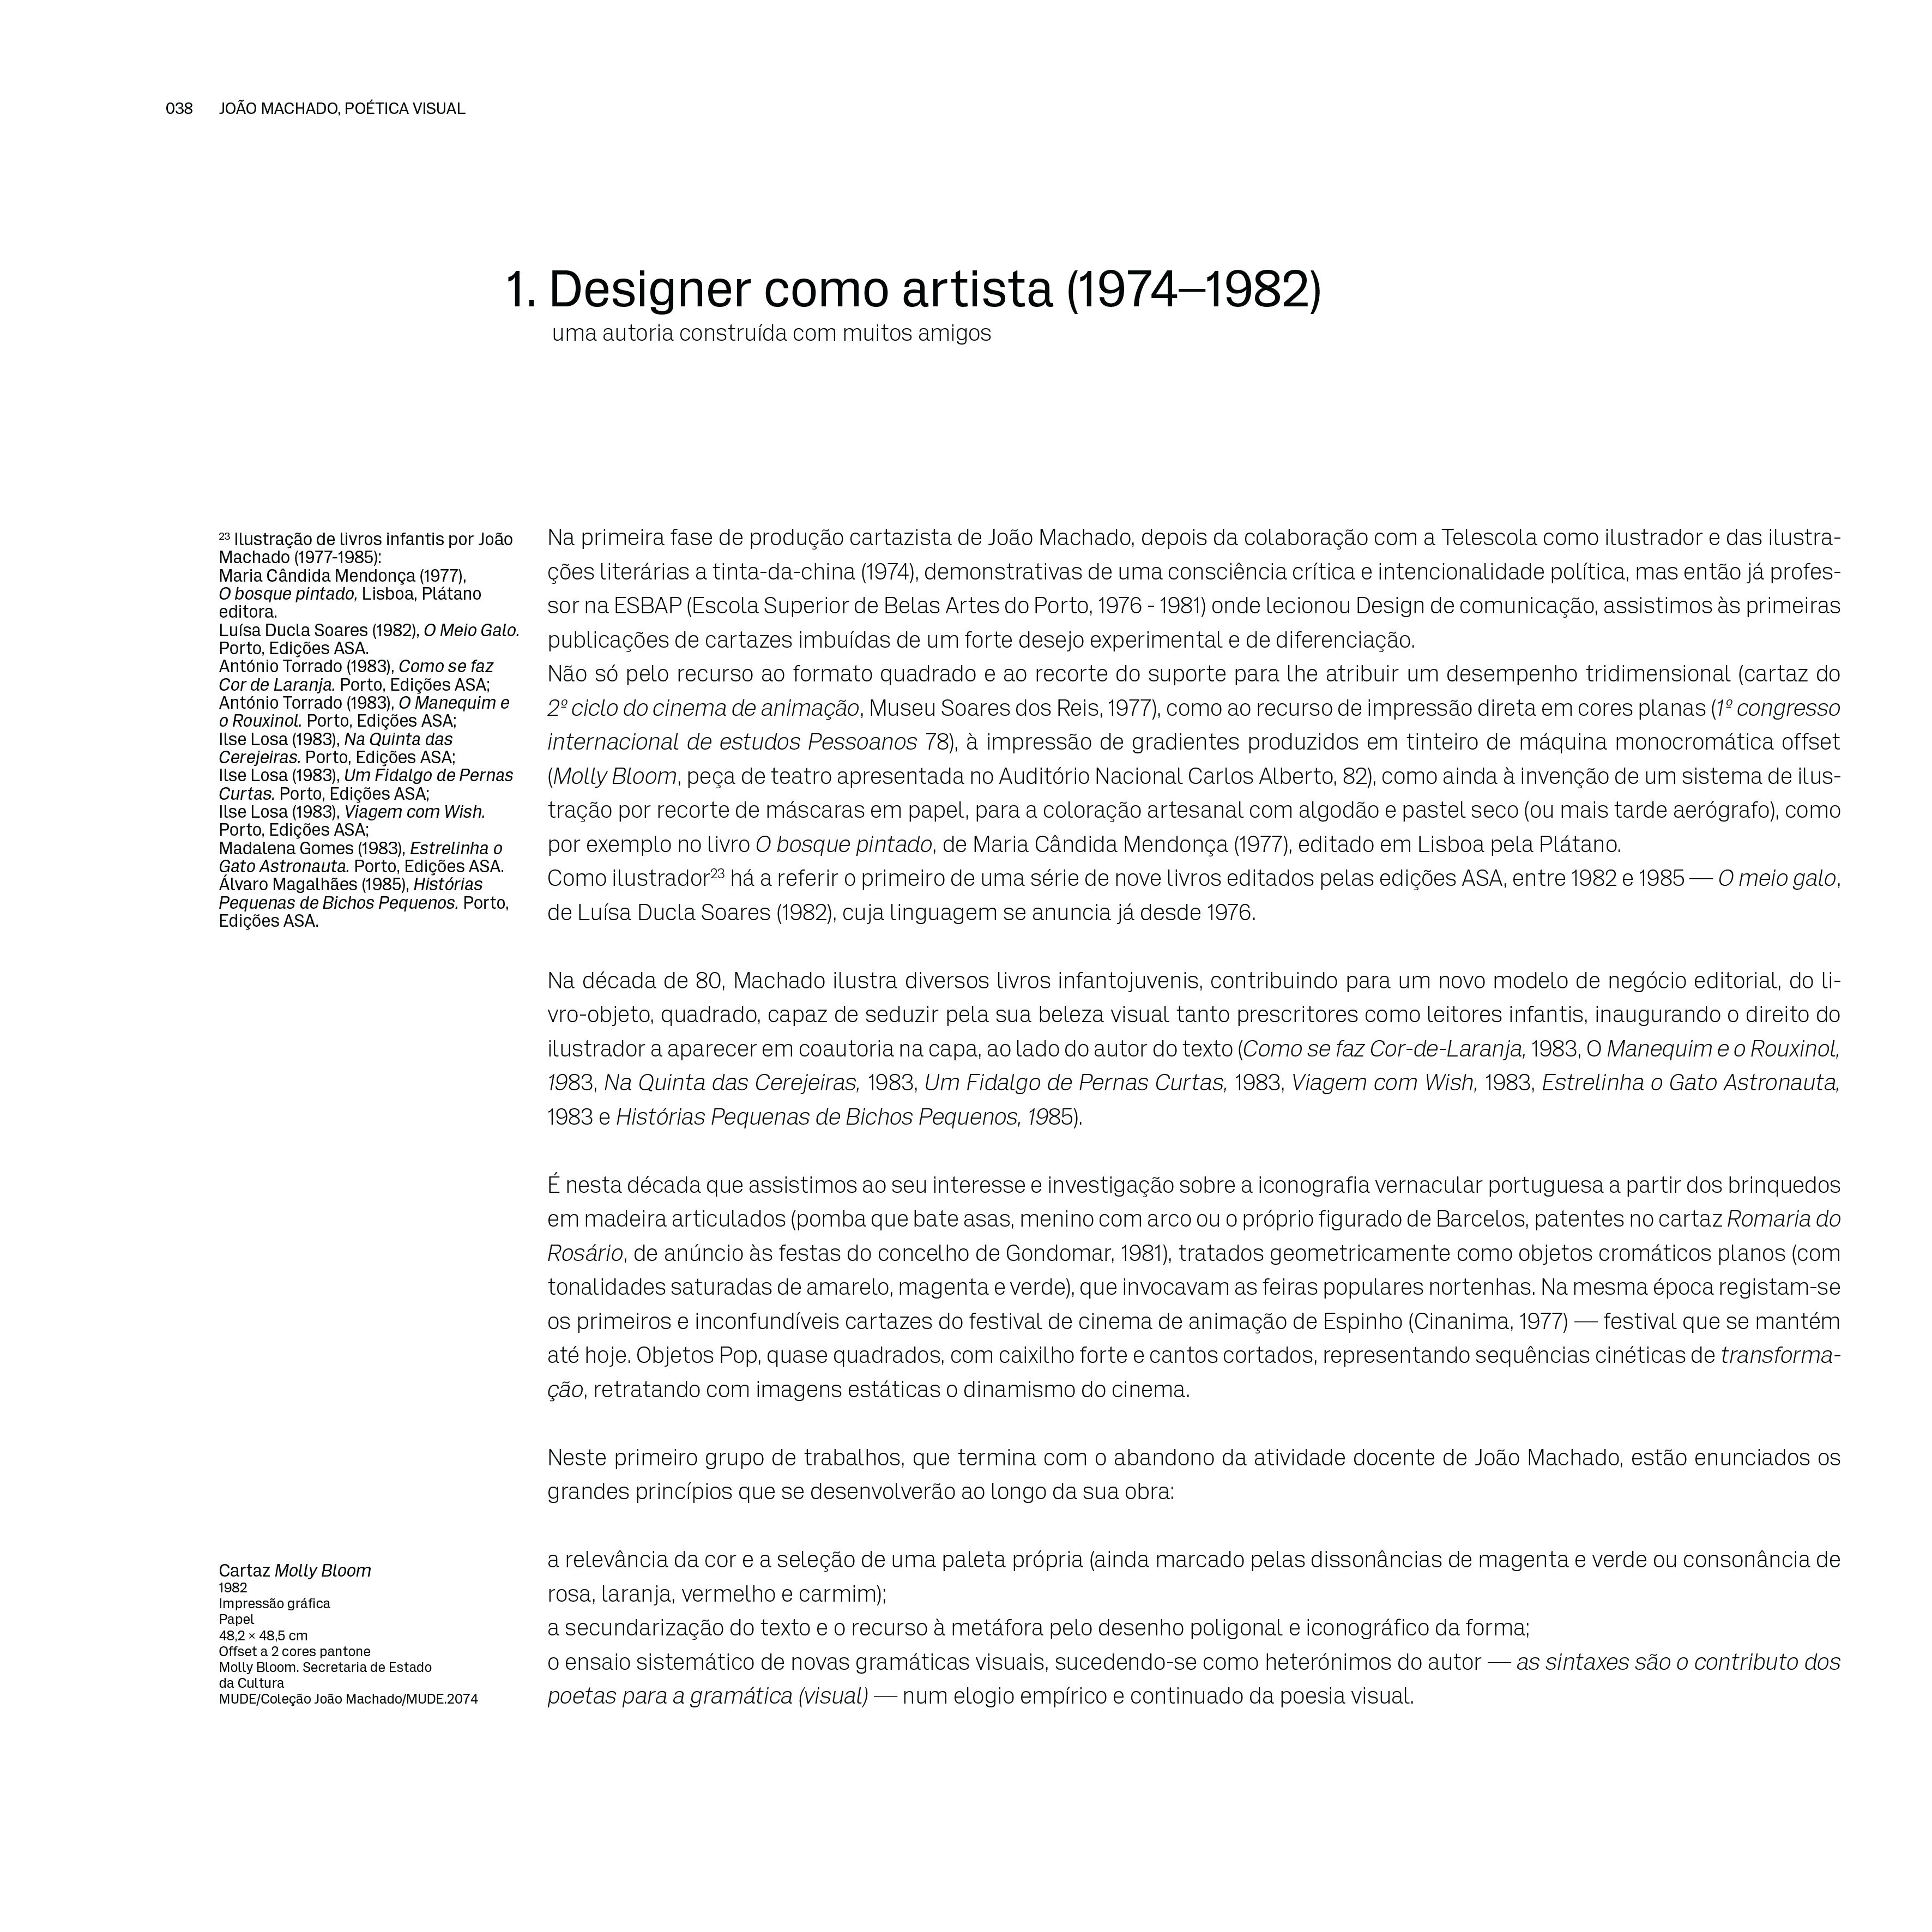 038 JOÃO MACHADO, POÉTICA VISUAL
1. Designer como artista (1974—1982)
uma autoria construída com muitos amigos
23 Ilustração de livros infantis por João
Machado (1977-1985):
Maria Cândida Mendonça (1977),
O bosque pintado, Lisboa, Plátano
editora.
Luísa Ducla Soares (1982), O Meio Galo.
Porto, Edições ASA.
António Torrado (1983), Como se faz
Cor de Laranja. Porto, Edições ASA;
António Torrado (1983), O Manequim e
o Rouxinol. Porto, Edições ASA;
Ilse Losa (1983), Na Quinta das
Cerejeiras. Porto, Edições ASA;
Ilse Losa (1983), Um Fidalgo de Pernas
Curtas. Porto, Edições ASA;
Ilse Losa (1983), Viagem com Wish.
Porto, Edições ASA;
Madalena Gomes (1983), Estrelinha o
Gato Astronauta. Porto, Edições ASA.
Álvaro Magalhães (1985), Histórias
Pequenas de Bichos Pequenos. Porto,
Edições ASA.
Na primeira fase de produção cartazista de João Machado, depois da colaboração com a Telescola como ilustrador e das ilustra-
ções literárias a tinta-da-china (1974), demonstrativas de uma consciência crítica e intencionalidade política, mas então já profes-
sor na ESBAP (Escola Superior de Belas Artes do Porto, 1976 - 1981) onde lecionou Design de comunicação, assistimos às primeiras
publicações de cartazes imbuídas de um forte desejo experimental e de diferenciação.
Não só pelo recurso ao formato quadrado e ao recorte do suporte para lhe atribuir um desempenho tridimensional (cartaz do
2º ciclo do cinema de animação, Museu Soares dos Reis, 1977), como ao recurso de impressão direta em cores planas (1º congresso
internacional de estudos Pessoanos 78), à impressão de gradientes produzidos em tinteiro de máquina monocromática offset
(Molly Bloom, peça de teatro apresentada no Auditório Nacional Carlos Alberto, 82), como ainda à invenção de um sistema de ilus-
tração por recorte de máscaras em papel, para a coloração artesanal com algodão e pastel seco (ou mais tarde aerógrafo), como
por exemplo no livro O bosque pintado, de Maria Cândida Mendonça (1977), editado em Lisboa pela Plátano.
Como ilustrador23 há a referir o primeiro de uma série de nove livros editados pelas edições ASA, entre 1982 e 1985 — O meio galo,
de Luísa Ducla Soares (1982), cuja linguagem se anuncia já desde 1976.
Na década de 80, Machado ilustra diversos livros infantojuvenis, contribuindo para um novo modelo de negócio editorial, do li-
vro-objeto, quadrado, capaz de seduzir pela sua beleza visual tanto prescritores como leitores infantis, inaugurando o direito do
ilustrador a aparecer em coautoria na capa, ao lado do autor do texto (Como se faz Cor-de-Laranja, 1983, O Manequim e o Rouxinol,
1983, Na Quinta das Cerejeiras, 1983, Um Fidalgo de Pernas Curtas, 1983, Viagem com Wish, 1983, Estrelinha o Gato Astronauta,
1983 e Histórias Pequenas de Bichos Pequenos, 1985).
É nesta década que assistimos ao seu interesse e investigação sobre a iconografia vernacular portuguesa a partir dos brinquedos
em madeira articulados (pomba que bate asas, menino com arco ou o próprio figurado de Barcelos, patentes no cartaz Romaria do
Rosário, de anúncio às festas do concelho de Gondomar, 1981), tratados geometricamente como objetos cromáticos planos (com
tonalidades saturadas de amarelo, magenta e verde), que invocavam as feiras populares nortenhas. Na mesma época registam-se
os primeiros e inconfundíveis cartazes do festival de cinema de animação de Espinho (Cinanima, 1977) — festival que se mantém
até hoje. Objetos Pop, quase quadrados, com caixilho forte e cantos cortados, representando sequências cinéticas de transforma-
ção, retratando com imagens estáticas o dinamismo do cinema.
Neste primeiro grupo de trabalhos, que termina com o abandono da atividade docente de João Machado, estão enunciados os
grandes princípios que se desenvolverão ao longo da sua obra:
a relevância da cor e a seleção de uma paleta própria (ainda marcado pelas dissonâncias de magenta e verde ou consonância de
rosa, laranja, vermelho e carmim);
a secundarização do texto e o recurso à metáfora pelo desenho poligonal e iconográfico da forma;
o ensaio sistemático de novas gramáticas visuais, sucedendo-se como heterónimos do autor — as sintaxes são o contributo dos
poetas para a gramática (visual) — num elogio empírico e continuado da poesia visual.
Cartaz Molly Bloom
1982
Impressão gráfica
Papel
48,2 × 48,5 cm
Offset a 2 cores pantone
Molly Bloom. Secretaria de Estado
da Cultura
MUDE/Coleção João Machado/MUDE.2074